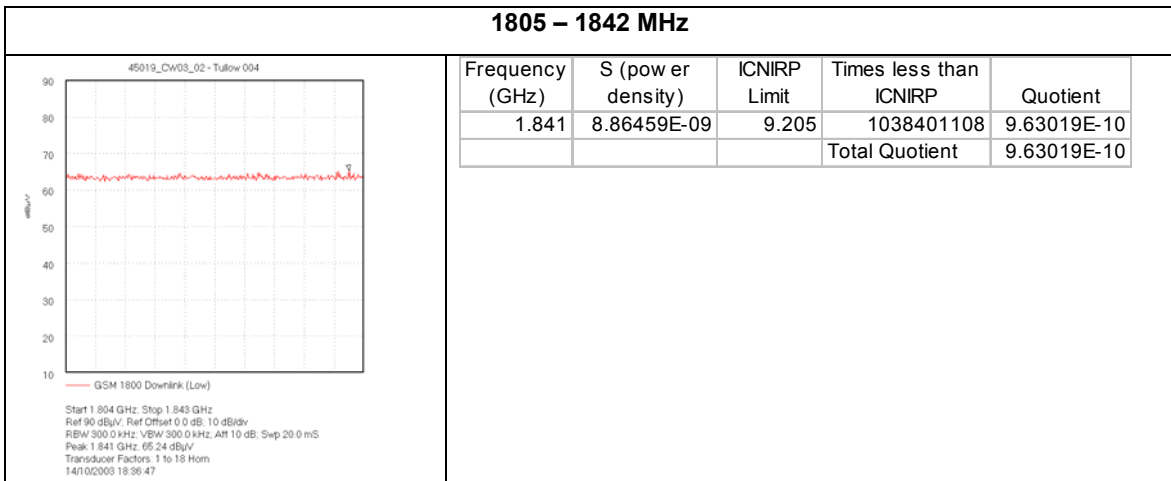 1805 – 1842 MHz
45019_CW03_02 - Tullow 004
90
80
70
60
50
40
30
20
10
dBµV
GSM 1800 Downlink (Low)
Start 1.804 GHz; Stop 1.843 GHz
Ref 90 dBµV; Ref Offset 0.0 dB; 10 dB/div
RBW 300.0 kHz; VBW 300.0 kHz; Att 10 dB; Swp 20.0 mS
Peak 1.841 GHz, 65.24 dBµV
Transducer Factors: 1 to 18 Horn
14/10/2003 18:36:47
Frequency (GHz) S (pow er density) ICNIRP Limit Times less than ICNIRP Quotient
1.841 8.86459E-09 9.205 1038401108 9.63019E-10
Total Quotient 9.63019E-10